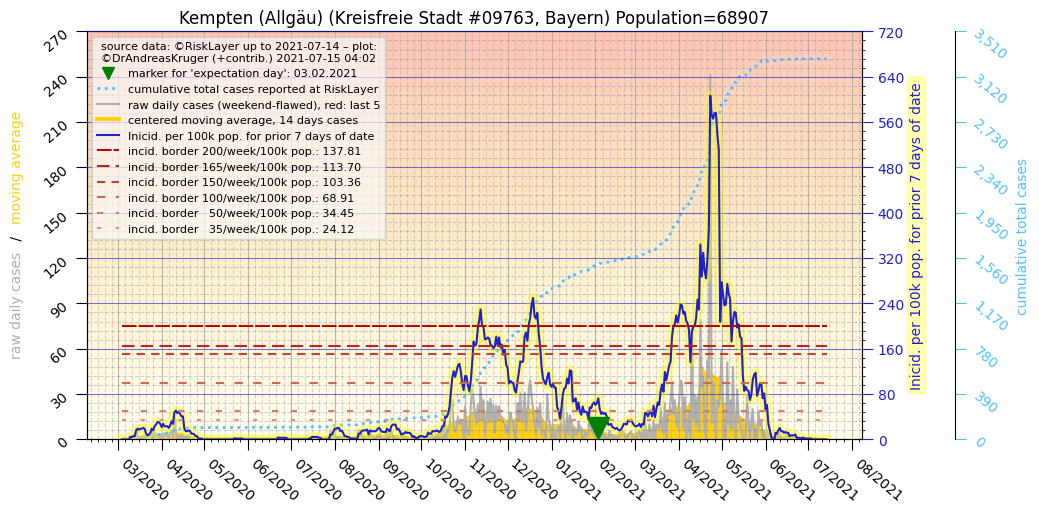 Kempten (Allgäu) (Kreisfreie Stadt #09763, Bayern) Population=68907
source data: ©RiskLayer up to 2021-07-14 – plot:
©DrAndreasKruger (+contrib.) 2021-07-15 04:02
marker for 'expectation day': 03.02.2021
cumulative total cases reported at RiskLayer
raw daily cases (weekend-flawed), red: last 5
centered moving average, 14 days cases
Inicid. per 100k pop. for prior 7 days of date
incid. border 200/week/100k pop.: 137.81
incid. border 165/week/100k pop.: 113.70
incid. border 150/week/100k pop.: 103.36
incid. border 100/week/100k pop.: 68.91
incid. border 50/week/100k pop.: 34.45
incid. border 35/week/100k pop.: 24.12
raw daily cases / moving average
270
240
210
180
150
120
90
60
30
0
03/2020
04/2020
05/2020
06/2020
07/2020
08/2020
09/2020
10/2020
11/2020
12/2020
01/2021
02/2021
03/2021
04/2021
05/2021
06/2021
07/2021
08/2021
720
640
560
480
400
320
240
160
80
0
Inicid. per 100k pop. for prior 7 days of date
3,510
3,120
2,730
2,340
1,950
1,560
1,170
780
390
0
cumulative total cases